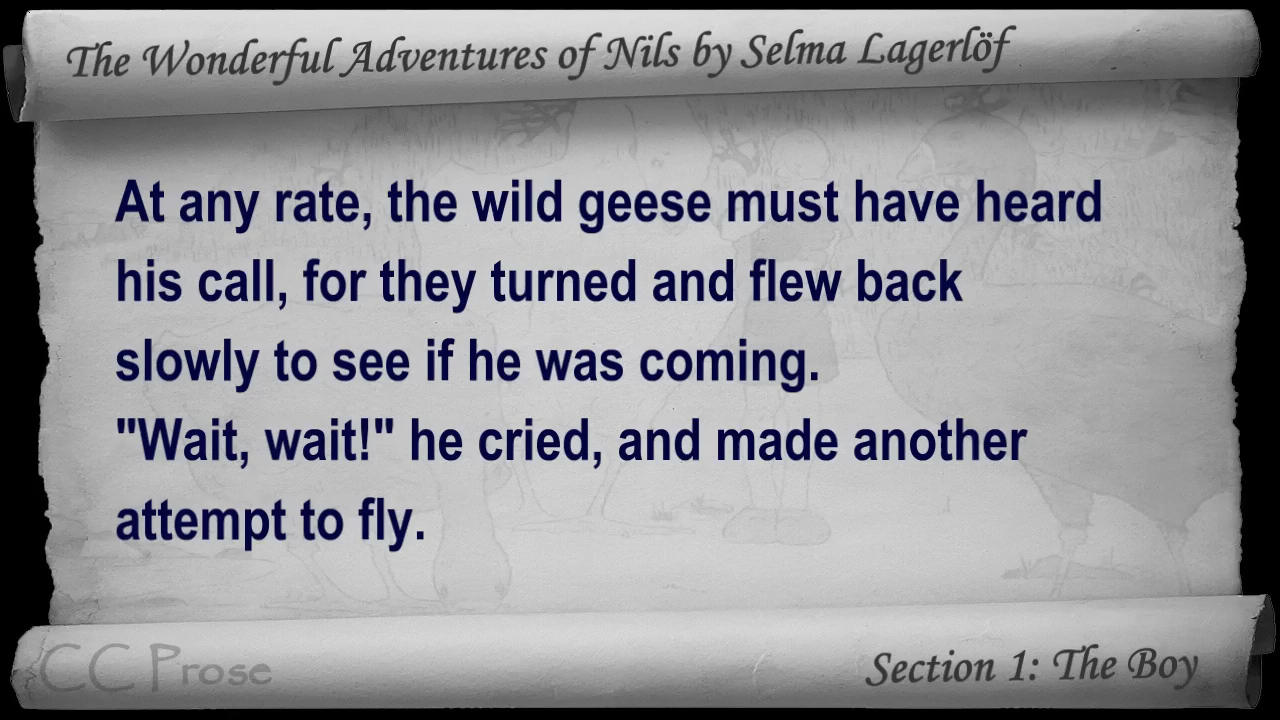 The Wonderful Adventures of Nils by Selma Lagerlöf
At any rate, the wild geese must have heard
his call, for they turned and flew back
slowly to see if he was coming.
"Wait, wait!" he cried, and made another
attempt to fly.
CC Prose
Section 1: The Boy